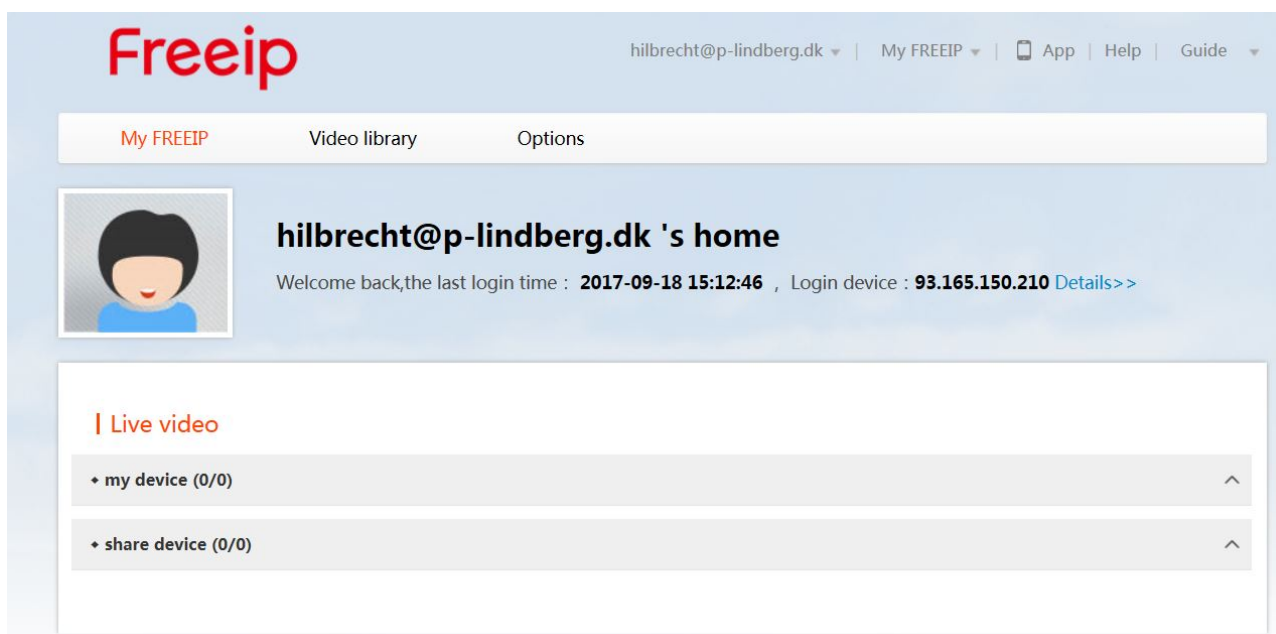 Freeip
hilbrecht@p-lindberg.dk | My FREEIP | App | Help | Guide
My FREEIP Video library Options
hilbrecht@p-lindberg.dk 's home
Welcome back,the last login time : 2017-09-18 15:12:46 , Login device : 93.165.150.210 Details>>
| Live video
◆ my device (0/0)
◆ share device (0/0)